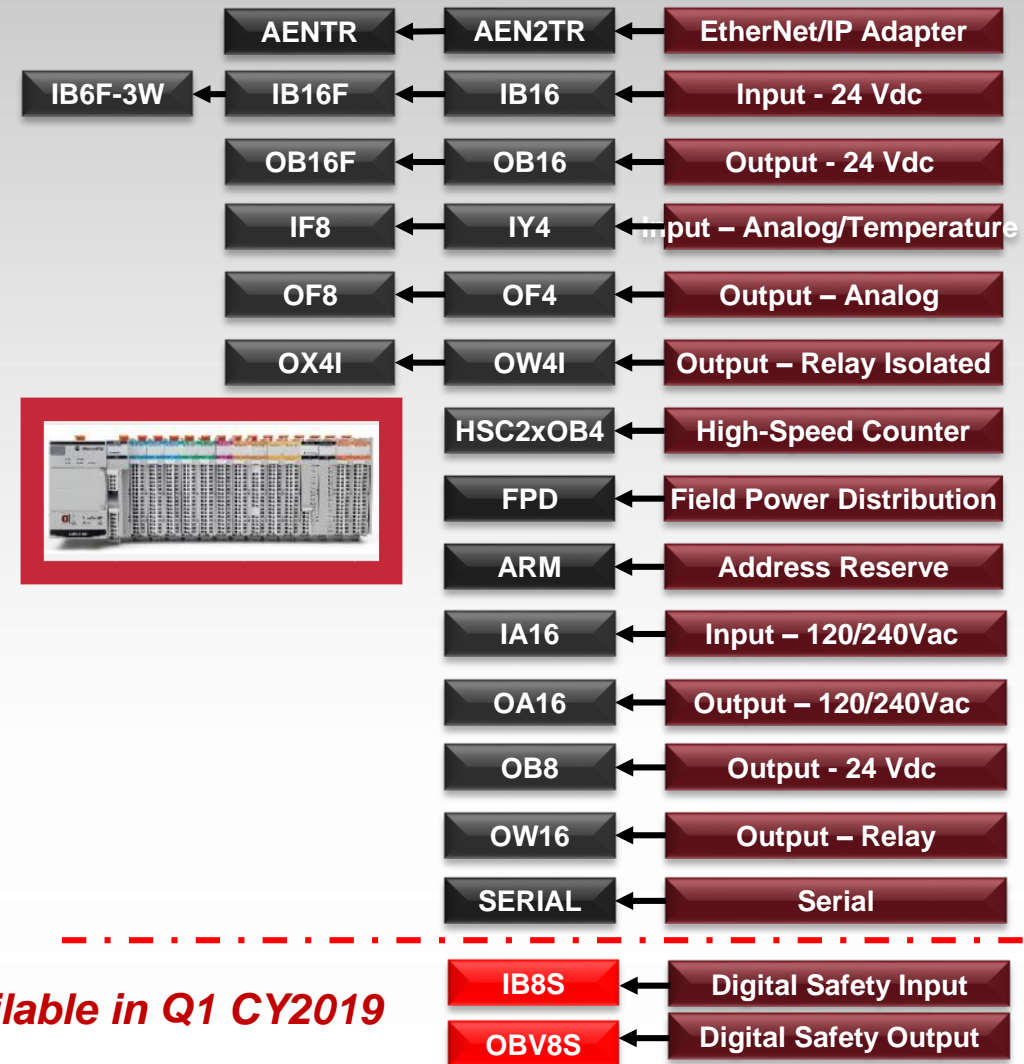 AENTR AEN2TR EtherNet/IP Adapter
IB6F-3W IB16F IB16 Input - 24 Vdc
OB16F OB16 Output - 24 Vdc
IF8 IY4 Input – Analog/Temperature
OF8 OF4 Output – Analog
OX4I OW4I Output – Relay Isolated
HSC2xOB4 High-Speed Counter
FPD Field Power Distribution
ARM Address Reserve
IA16 Input – 120/240Vac
OA16 Output – 120/240Vac
OB8 Output - 24 Vdc
OW16 Output – Relay
SERIAL Serial
IB8S Digital Safety Input
ilable in Q1 CY2019
OBV8S Digital Safety Output